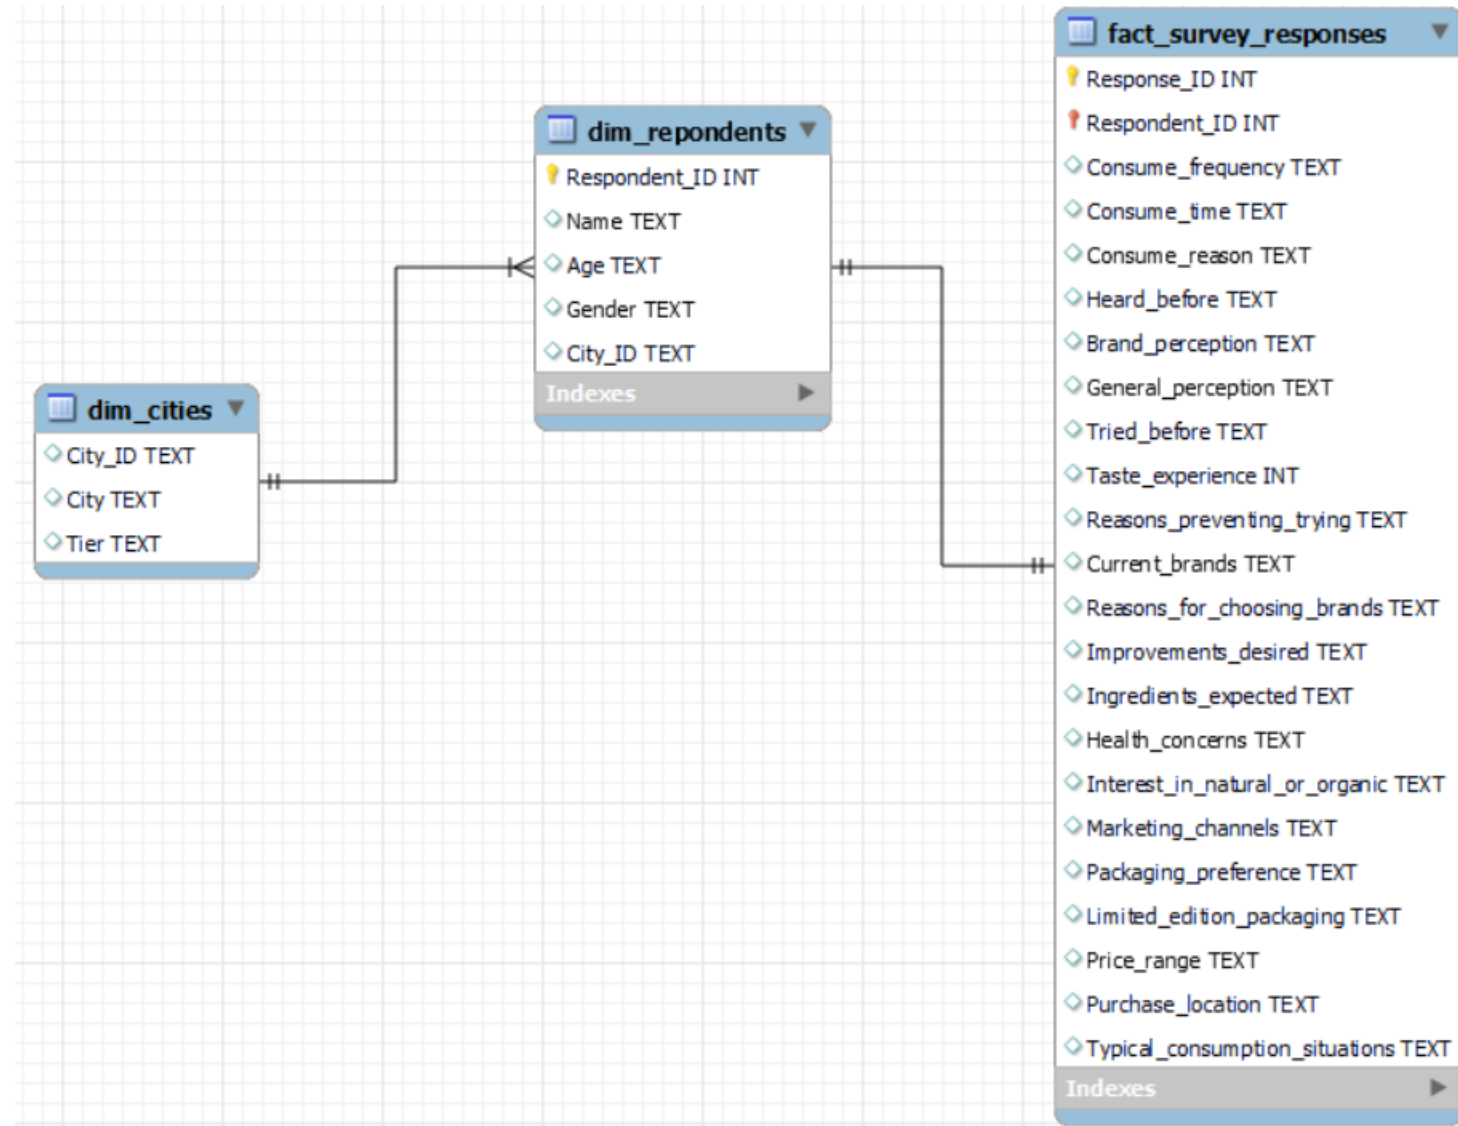 dim_cities
City_ID TEXT
City TEXT
Tier TEXT
dim_repondents
Respondent_ID INT
Name TEXT
Age TEXT
Gender TEXT
City_ID TEXT
Indexes
fact_survey_responses
Response_ID INT
Respondent_ID INT
Consume_frequency TEXT
Consume_time TEXT
Consume_reason TEXT
Heard_before TEXT
Brand_perception TEXT
General_perception TEXT
Tried_before TEXT
Taste_experience INT
Reasons_preventing_trying TEXT
Current_brands TEXT
Reasons_for_choosing_brands TEXT
Improvements_desired TEXT
Ingredients_expected TEXT
Health_concerns TEXT
Interest_in_natural_or_organic TEXT
Marketing_channels TEXT
Packaging_preference TEXT
Limited_edition_packaging TEXT
Price_range TEXT
Purchase_location TEXT
Typical_consumption_situations TEXT
Indexes